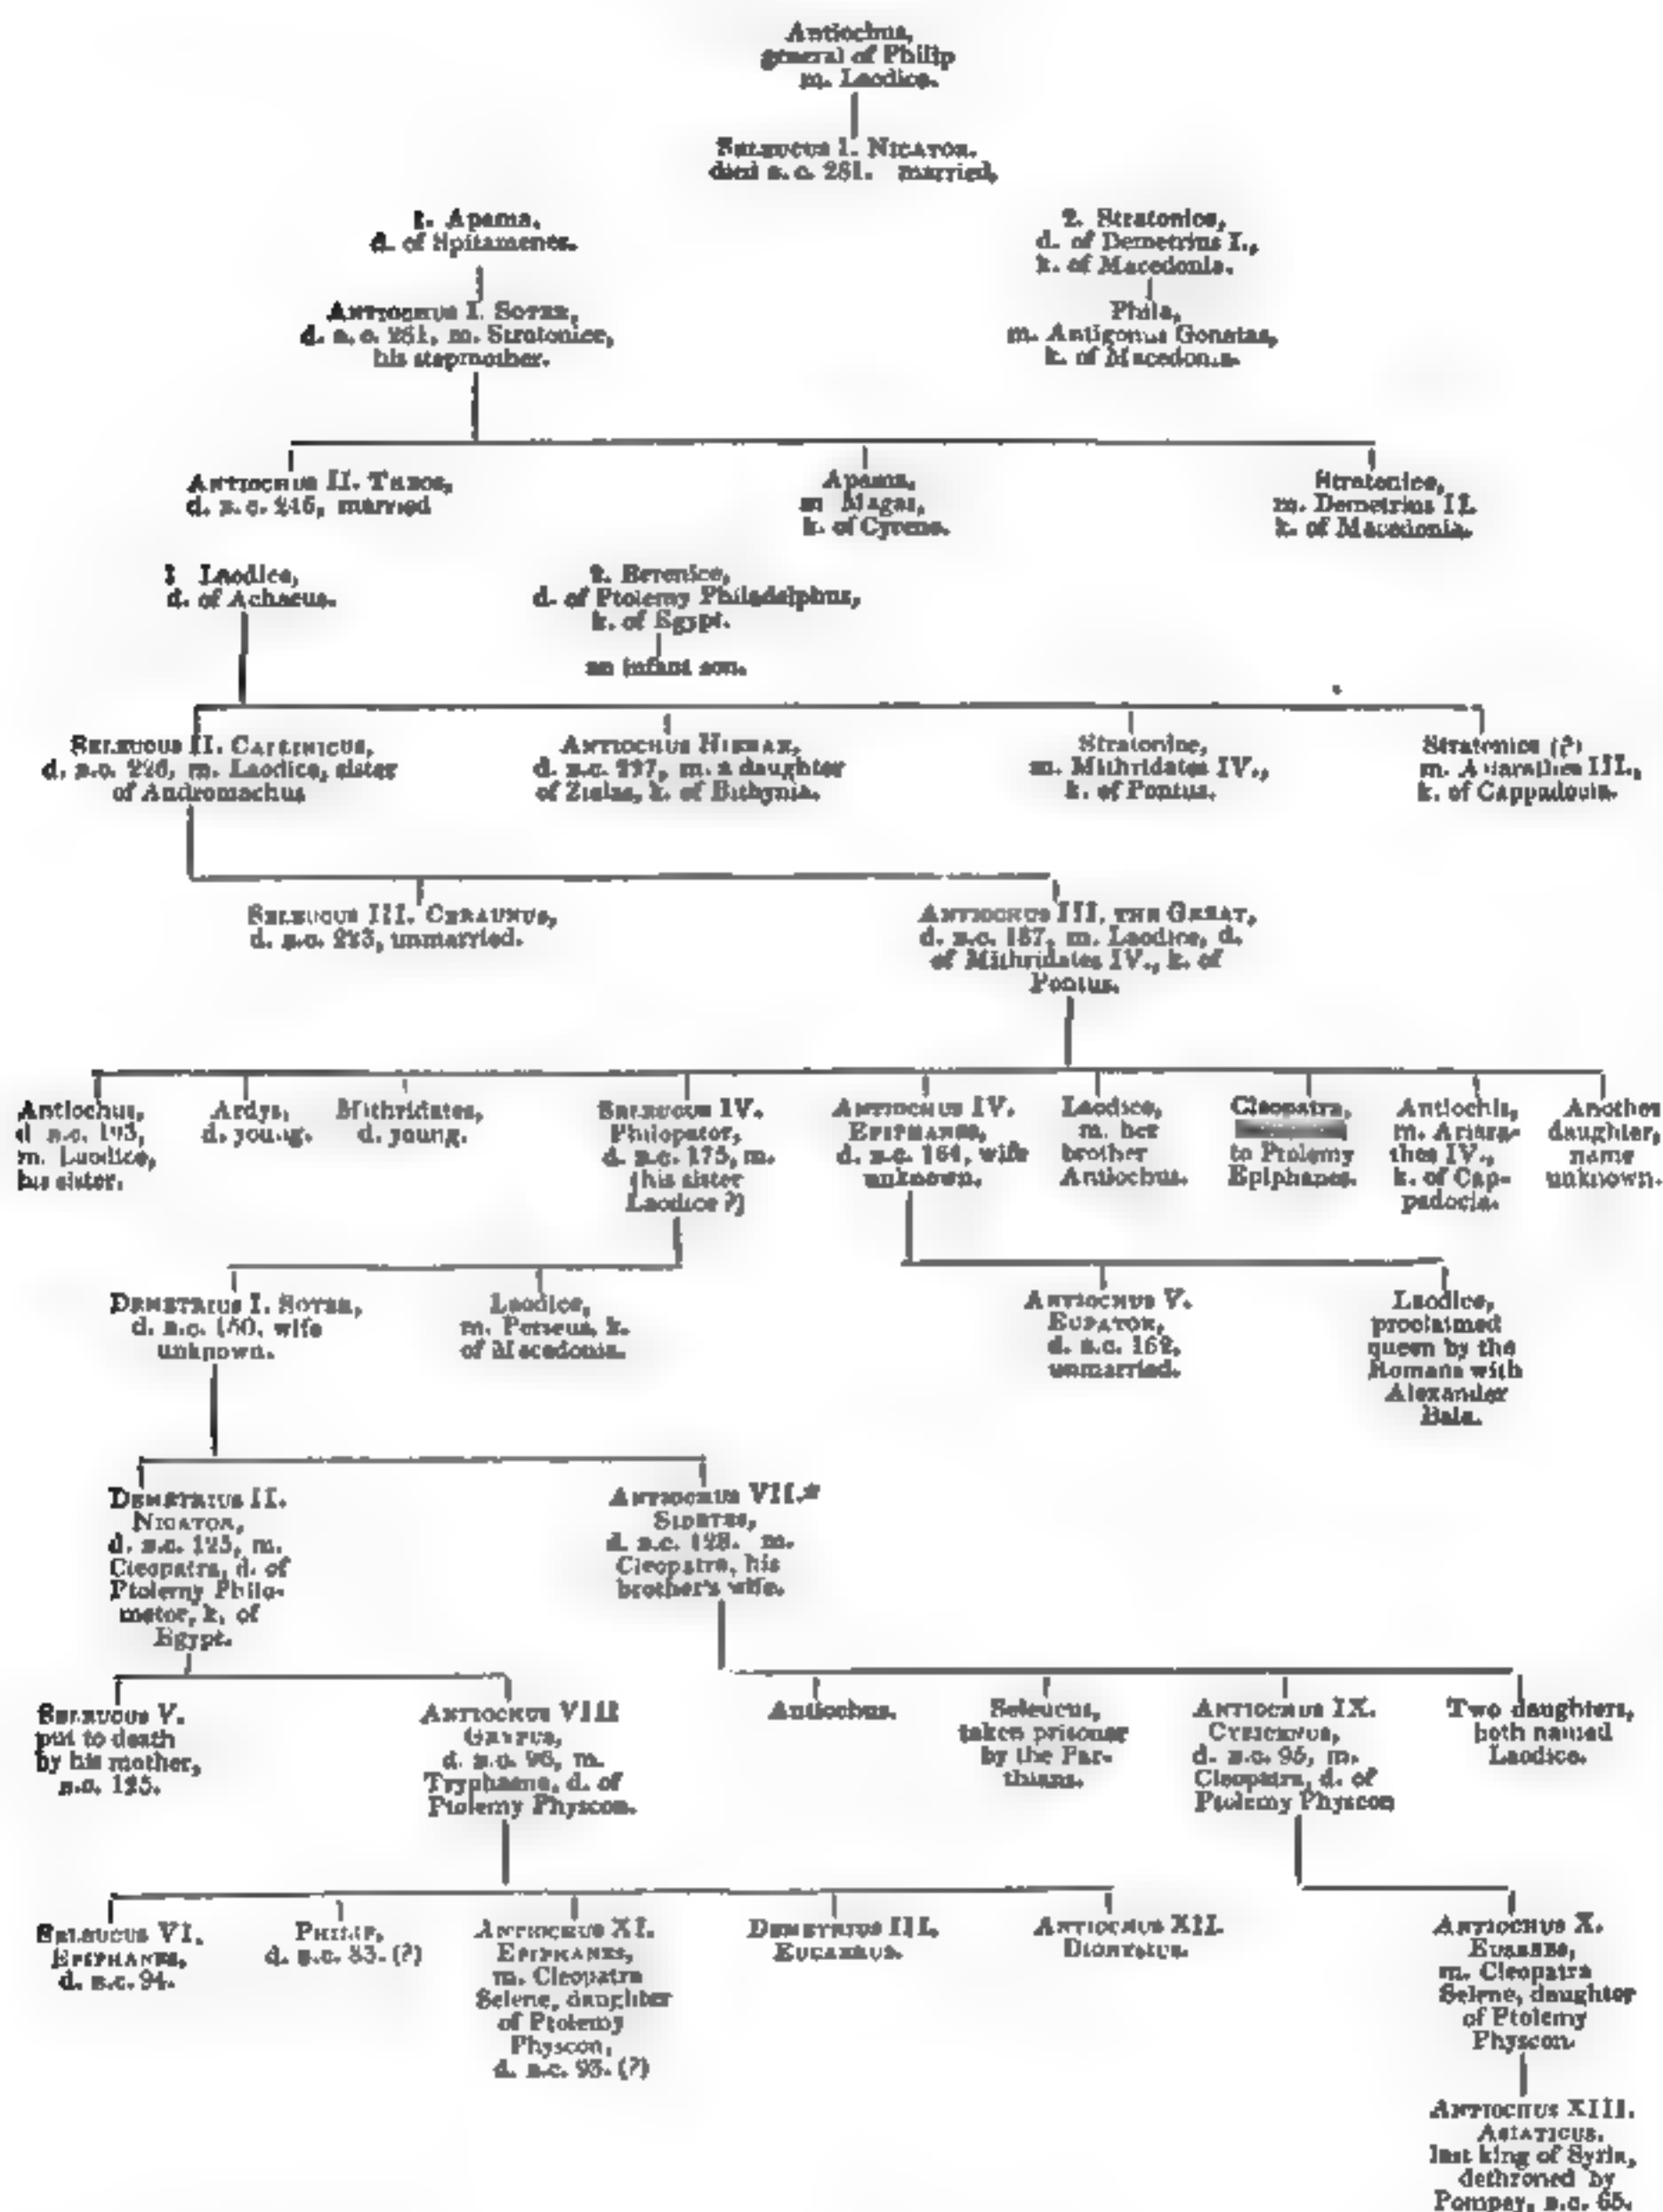 Antiochus,
general of Philip
m. Laodice.
SELEUCUS I. NICATOR.
died B.C. 281. married,
1. Apama,
d. of Spitamenes.
2. Stratonice,
d. of Demetrius I.,
k. of Macedonia.
ANTIOCHUS I. SOTER,
d. B.C. 261, m. Stratonice,
his stepmother.
Phila,
m. Antigonus Gonatas,
k. of Macedonia.
ANTIOCHUS II. THEOS,
d. B.C. 246, married
Apama,
m Magas,
k. of Cyrene.
Stratonice,
m. Demetrius II.
k. of Macedonia.
1 Laodice,
d. of Achaeus.
2. Berenice,
d. of Ptolemy Philadelphus,
k. of Egypt.
an infant son.
SELEUCUS II. CALLINICUS,
d. B.C. 226, m. Laodice, sister
of Andromachus
ANTIOCHUS HIERAX,
d. B.C. 227, m. a daughter
of Zielas, k. of Bithynia.
Stratonice,
m. Mithridates IV.,
k. of Pontus.
Stratonice (?)
m. Ariarathes III.,
k. of Cappadocia.
SELEUCUS III. CERAUNUS,
d. B.C. 223, unmarried.
ANTIOCHUS III, THE GREAT,
d. B.C. 187, m. Laodice, d.
of Mithridates IV., k. of
Pontus.
Antiochus,
d B.C. 193,
m. Laodice,
his sister.
Ardys,
d. young.
Mithridates,
d. young.
SELEUCUS IV.
Philopator,
d. B.C. 175, m.
(his sister
Laodice ?)
ANTIOCHUS IV.
EPIPHANES,
d. B.C. 164, wife
unknown.
Laodice,
m. her
brother
Antiochus.
Cleopatra,
to Ptolemy
Epiphanes.
Antiochis,
m. Ariara-
thes IV.,
k. of Cap-
padocia.
Another
daughter,
name
unknown.
DEMETRIUS I. SOTER,
d. B.C. 150, wife
unknown.
Laodice,
m. Perseus, k.
of Macedonia.
ANTIOCHUS V.
EUPATOR,
d. B.C. 162,
unmarried.
Laodice,
proclaimed
queen by the
Romans with
Alexander
Bala.
DEMETRIUS II.
NICATOR,
d. B.C. 125, m.
Cleopatra, d. of
Ptolemy Philo-
metor, k. of
Egypt.
ANTIOCHUS VII.*
SIDETES,
d. B.C. 128. m.
Cleopatra, his
brother's wife.
SELEUCUS V.
put to death
by his mother,
B.C. 125.
ANTIOCHUS VIII
GRYPUS,
d. B.C. 96, m.
Tryphaena, d. of
Ptolemy Physcon.
Antiochus.
Seleucus,
taken prisoner
by the Par-
thians.
ANTIOCHUS IX.
CYZICENUS,
d. B.C. 95, m.
Cleopatra, d. of
Ptolemy Physcon
Two daughters,
both named
Laodice.
SELEUCUS VI.
EPIPHANES,
d. B.C. 94.
PHILIP,
d. B.C. 83. (?)
ANTIOCHUS XI.
EPIPHANES,
m. Cleopatra
Selene, daughter
of Ptolemy
Physcon,
d. B.C. 93. (?)
DEMETRIUS III,
EUCAERUS.
ANTIOCHUS XII.
DIONYSIUS.
ANTIOCHUS X.
EUSEBES,
m. Cleopatra
Selene, daughter
of Ptolemy
Physcon.
ANTIOCHUS XIII.
ASIATICUS.
last king of Syria,
dethroned by
Pompey, B.C. 65.